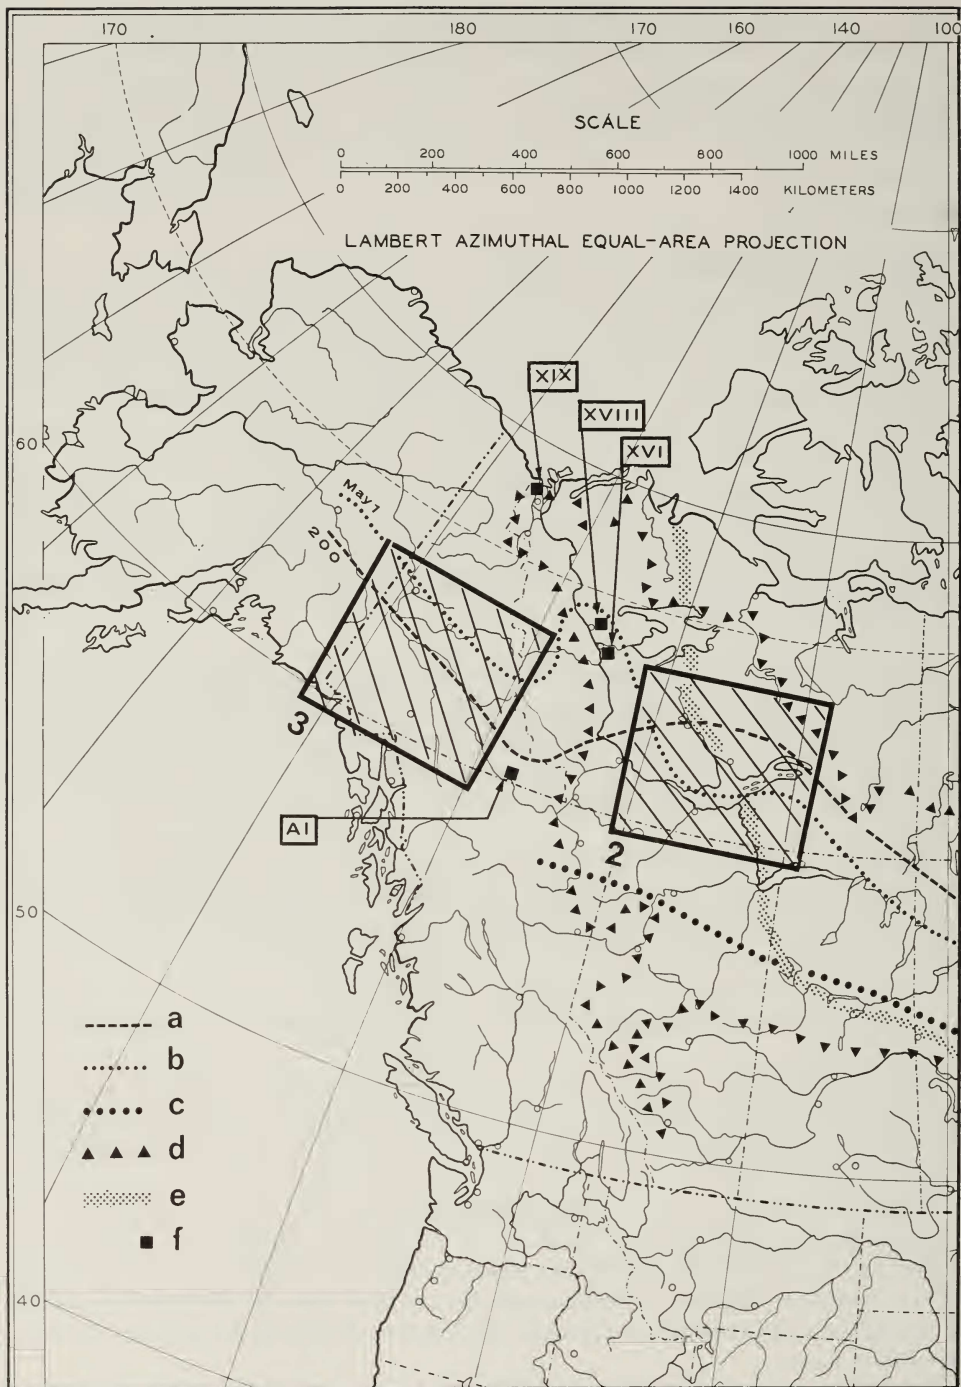 170 180 170 160 140 100
SCALE
0 200 400 600 800 1000 MILES
0 200 400 600 800 1000 1200 1400 KILOMETERS
LAMBERT AZIMUTHAL EQUAL-AREA PROJECTION
XIX
XVIII
XVI
60
May 1
200
3
A1
2
50
a
b
c
d
e
f
40